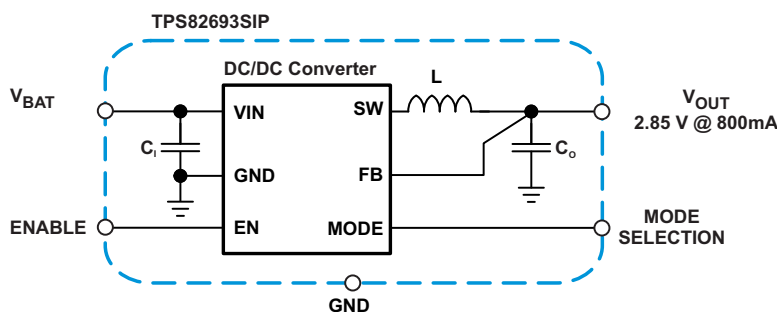 TPS82693SIP
DC/DC Converter
L
VBAT
VIN
SW
VOUT
2.85 V @ 800mA
CI
GND
FB
CO
ENABLE
EN
MODE
MODE
SELECTION
GND